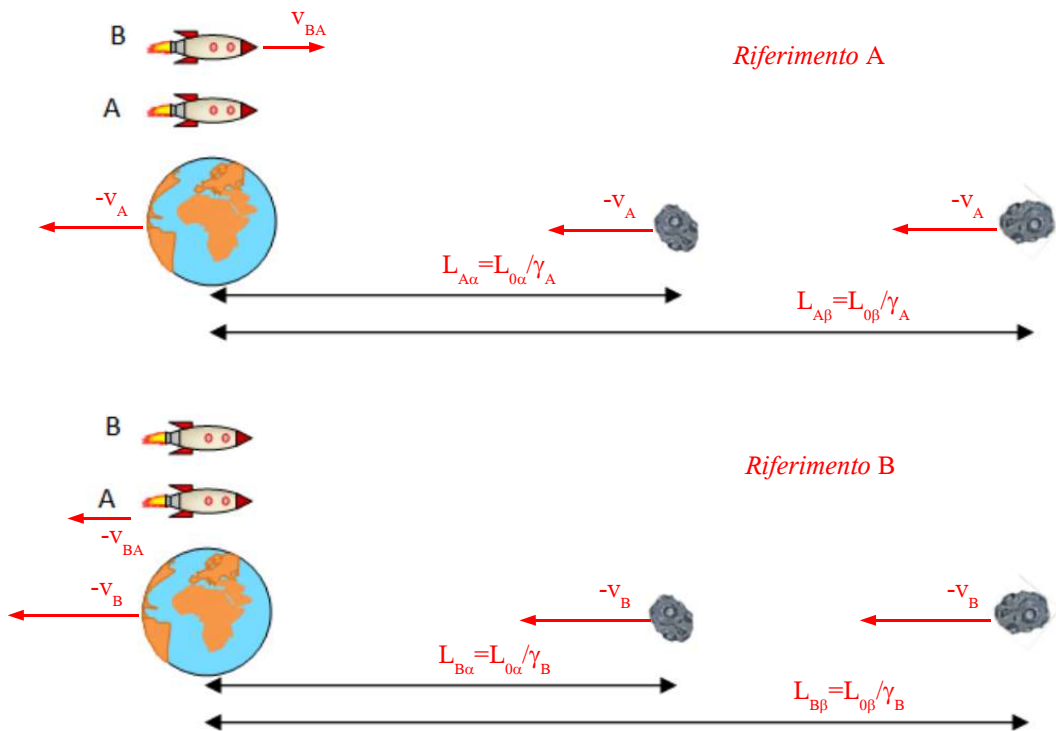 B
v_BA
Riferimento A
A
-v_A
-v_A
-v_A
L_Aα=L_0α/γ_A
L_Aβ=L_0β/γ_A
B
Riferimento B
A
-v_BA
-v_B
-v_B
-v_B
L_Bα=L_0α/γ_B
L_Bβ=L_0β/γ_B